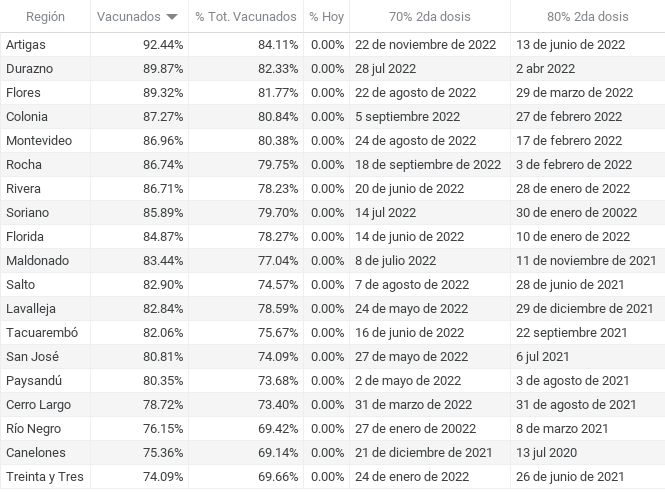 Región Vacunados % Tot. Vacunados % Hoy 70% 2da dosis 80% 2da dosis
Artigas 92.44% 84.11% 0.00% 22 de noviembre de 2022 13 de junio de 2022
Durazno 89.87% 82.33% 0.00% 28 jul 2022 2 abr 2022
Flores 89.32% 81.77% 0.00% 22 de agosto de 2022 29 de marzo de 2022
Colonia 87.27% 80.84% 0.00% 5 septiembre 2022 27 de febrero 2022
Montevideo 86.96% 80.38% 0.00% 24 de agosto de 2022 17 de febrero 2022
Rocha 86.74% 79.75% 0.00% 18 de septiembre de 2022 3 de febrero de 2022
Rivera 86.71% 78.23% 0.00% 20 de junio de 2022 28 de enero de 2022
Soriano 85.89% 79.70% 0.00% 14 jul 2022 30 de enero de 20022
Florida 84.87% 78.27% 0.00% 14 de junio de 2022 10 de enero de 2022
Maldonado 83.44% 77.04% 0.00% 8 de julio 2022 11 de noviembre de 2021
Salto 82.90% 74.57% 0.00% 7 de agosto de 2022 28 de junio de 2021
Lavalleja 82.84% 78.59% 0.00% 24 de mayo de 2022 29 de diciembre de 2021
Tacuarembó 82.06% 75.67% 0.00% 16 de junio de 2022 22 septiembre 2021
San José 80.81% 74.09% 0.00% 27 de mayo de 2022 6 jul 2021
Paysandú 80.35% 73.68% 0.00% 2 de mayo de 2022 3 de agosto de 2021
Cerro Largo 78.72% 73.40% 0.00% 31 de marzo de 2022 31 de agosto de 2021
Río Negro 76.15% 69.42% 0.00% 27 de enero de 20022 8 de marzo 2021
Canelones 75.36% 69.14% 0.00% 21 de diciembre de 2021 13 jul 2020
Treinta y Tres 74.09% 69.66% 0.00% 24 de enero de 2022 26 de junio de 2021